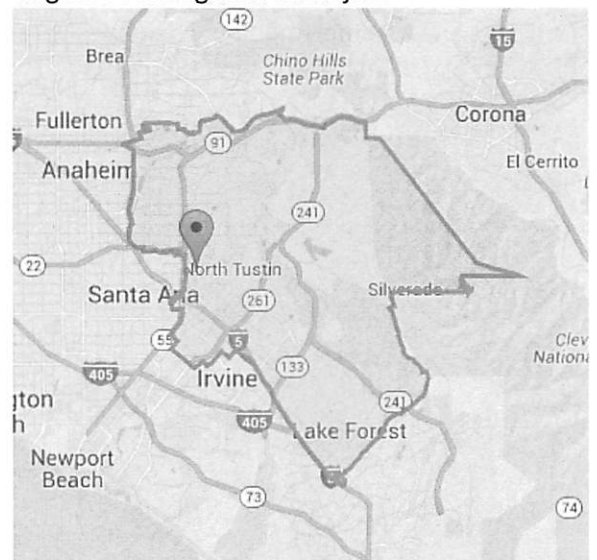 142
15
Brea
Chino Hills
State Park
Fullerton
Corona
91
Anaheim
El Cerrito
241
22
North Tustin
Santa Ana
261
Silverado
55
5
133
405
Irvine
241
405
Lake Forest
Newport
Beach
73
74